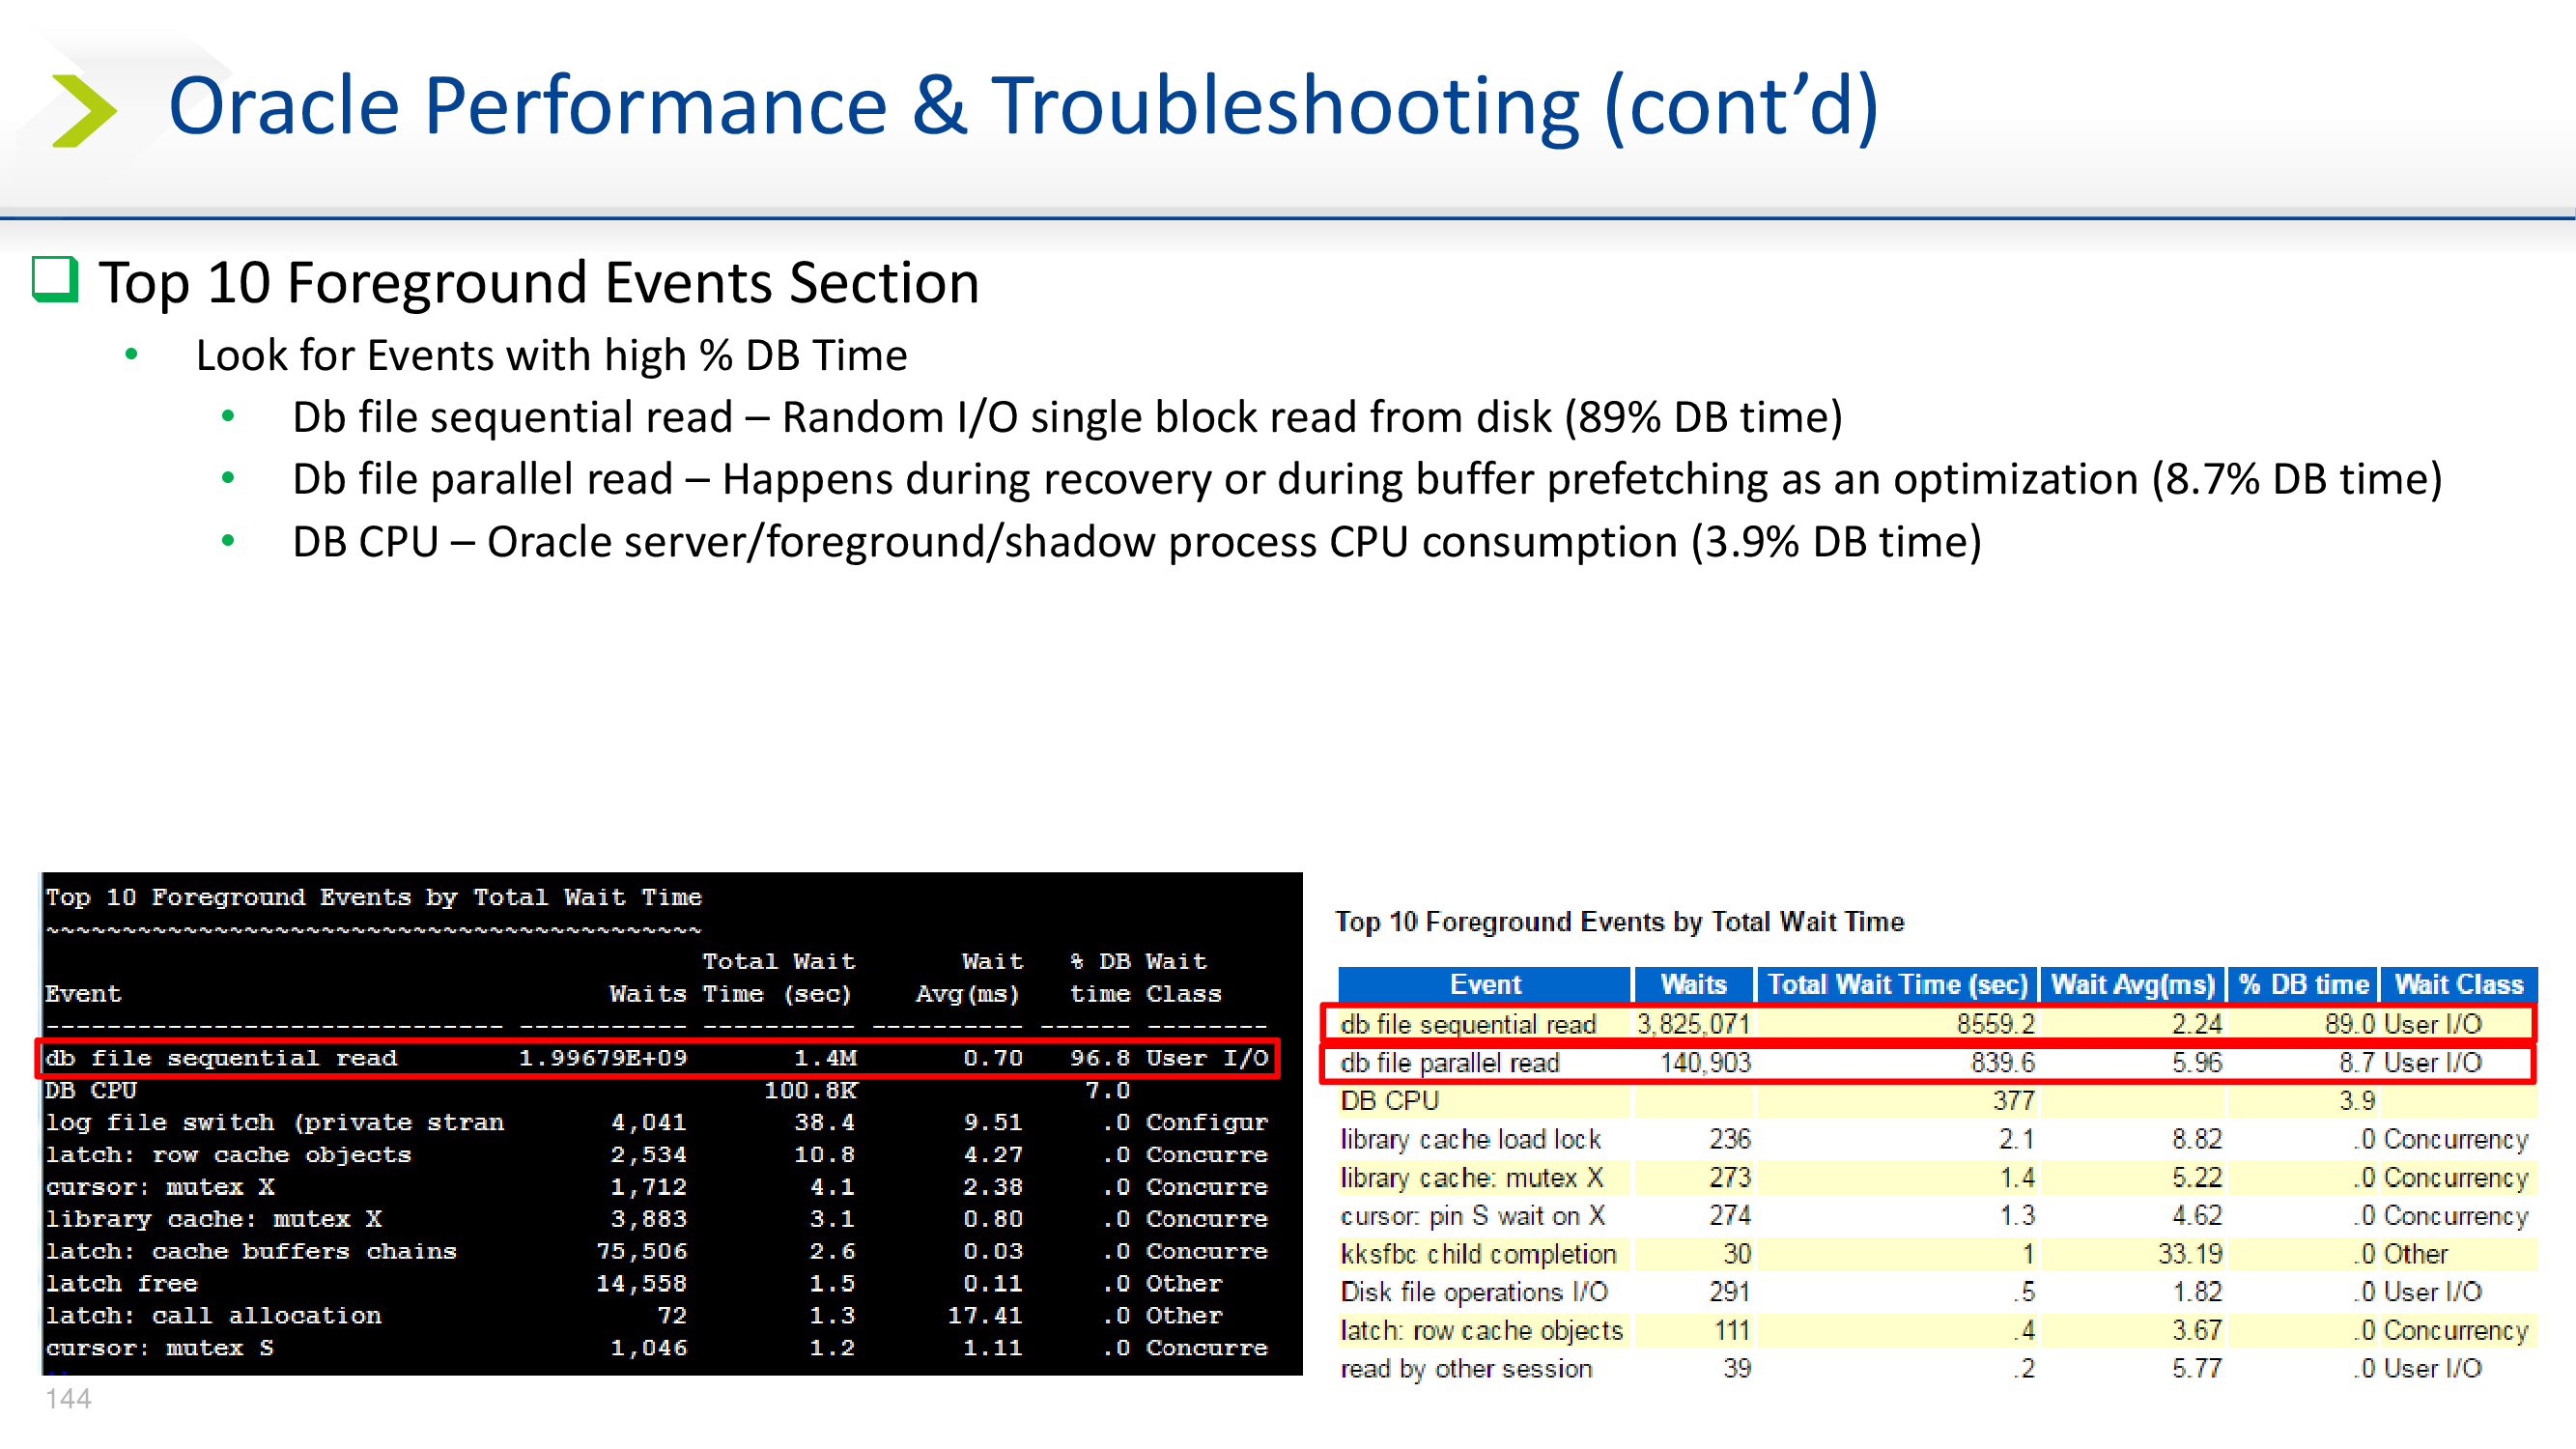 Oracle Performance & Troubleshooting (cont’d)
Top 10 Foreground Events Section
• Look for Events with high % DB Time
• Db file sequential read – Random I/O single block read from disk (89% DB time)
• Db file parallel read – Happens during recovery or during buffer prefetching as an optimization (8.7% DB time)
• DB CPU – Oracle server/foreground/shadow process CPU consumption (3.9% DB time)
Top 10 Foreground Events by Total Wait Time
~~~~~~~~~~~~~~~~~~~~~~~~~~~~~~~~~~~~~~~~~~~
Total Wait Wait % DB Wait
Event Waits Time (sec) Avg(ms) time Class
------------------------------ ----------- ---------- ---------- ------ --------
db file sequential read 1.99679E+09 1.4M 0.70 96.8 User I/O
DB CPU 100.8K 7.0
log file switch (private stran 4,041 38.4 9.51 .0 Configur
latch: row cache objects 2,534 10.8 4.27 .0 Concurre
cursor: mutex X 1,712 4.1 2.38 .0 Concurre
library cache: mutex X 3,883 3.1 0.80 .0 Concurre
latch: cache buffers chains 75,506 2.6 0.03 .0 Concurre
latch free 14,558 1.5 0.11 .0 Other
latch: call allocation 72 1.3 17.41 .0 Other
cursor: mutex S 1,046 1.2 1.11 .0 Concurre
Top 10 Foreground Events by Total Wait Time
Event Waits Total Wait Time (sec) Wait Avg(ms) % DB time Wait Class
db file sequential read 3,825,071 8559.2 2.24 89.0 User I/O
db file parallel read 140,903 839.6 5.96 8.7 User I/O
DB CPU 377 3.9
library cache load lock 236 2.1 8.82 .0 Concurrency
library cache: mutex X 273 1.4 5.22 .0 Concurrency
cursor: pin S wait on X 274 1.3 4.62 .0 Concurrency
kksfbc child completion 30 1 33.19 .0 Other
Disk file operations I/O 291 .5 1.82 .0 User I/O
latch: row cache objects 111 .4 3.67 .0 Concurrency
read by other session 39 .2 5.77 .0 User I/O
144